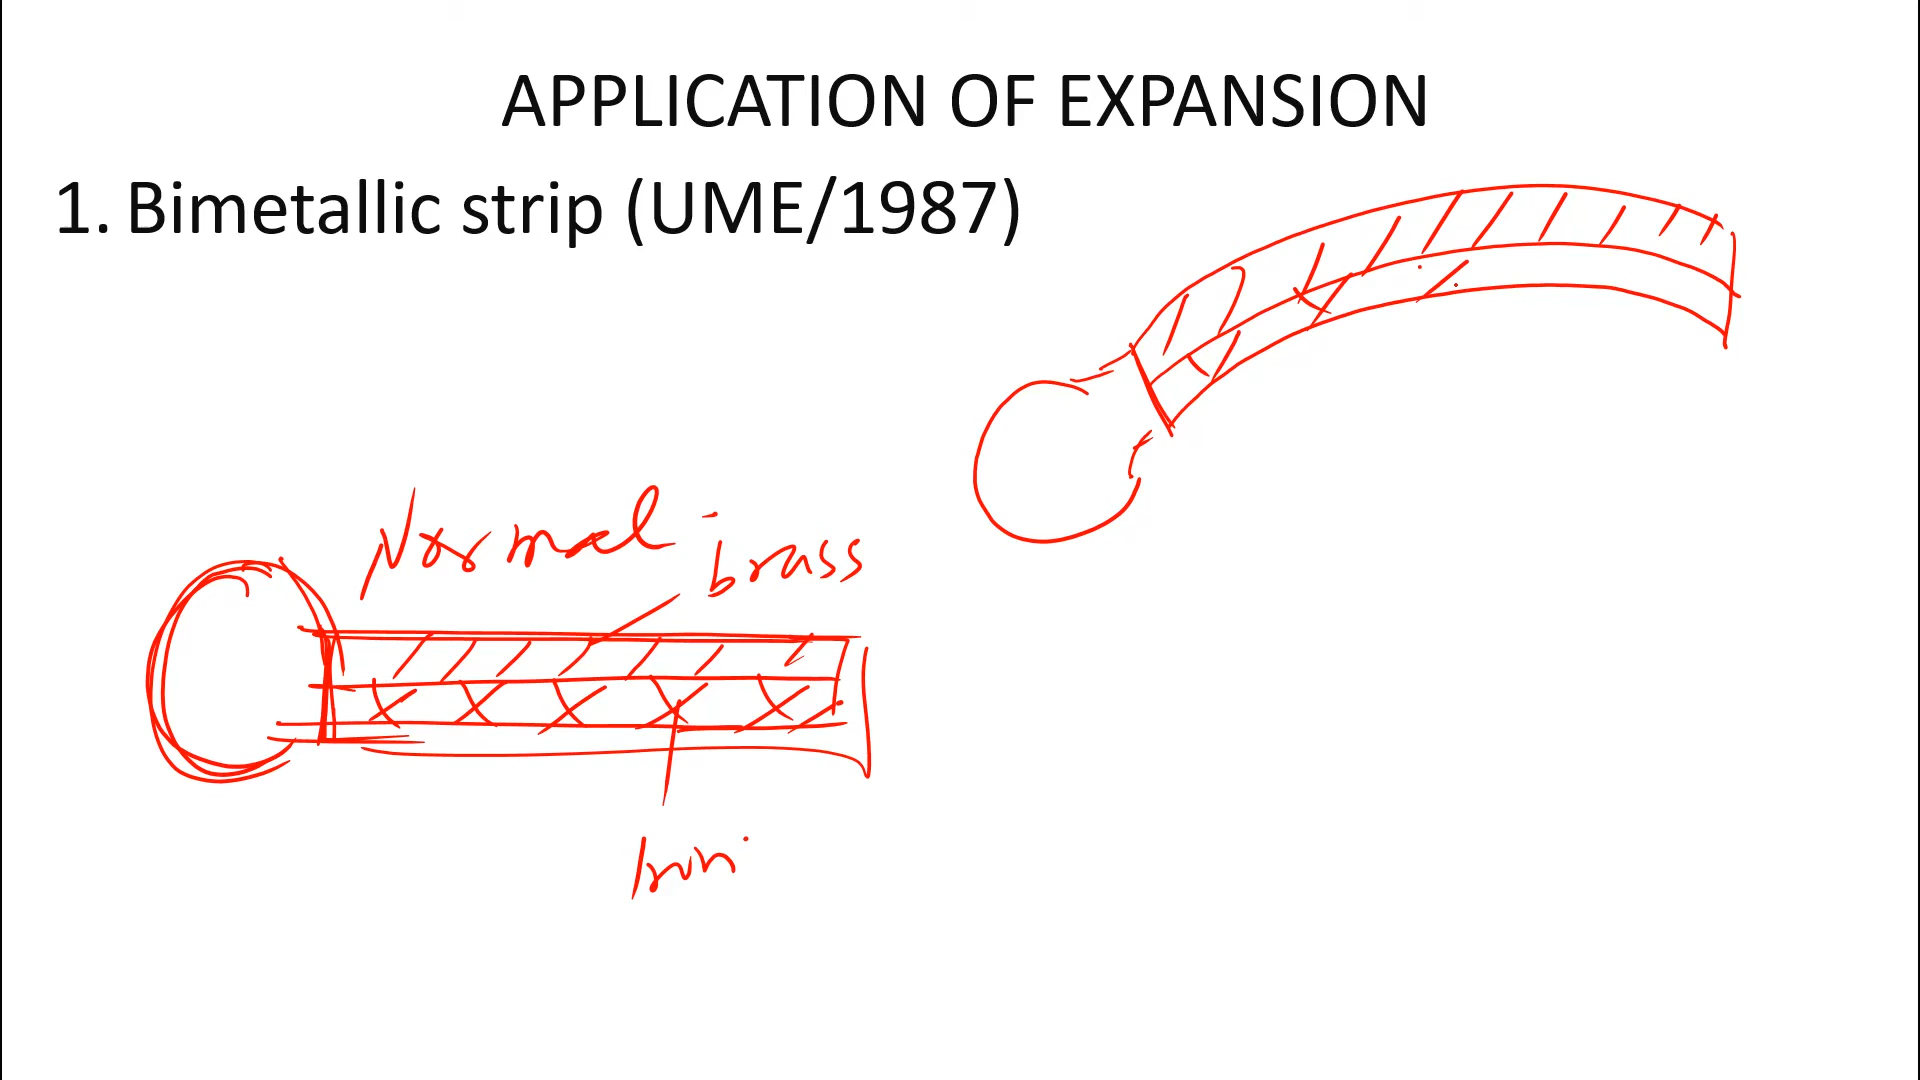 APPLICATION OF EXPANSION
1. Bimetallic strip (UME/1987)
Normal
brass
Iron